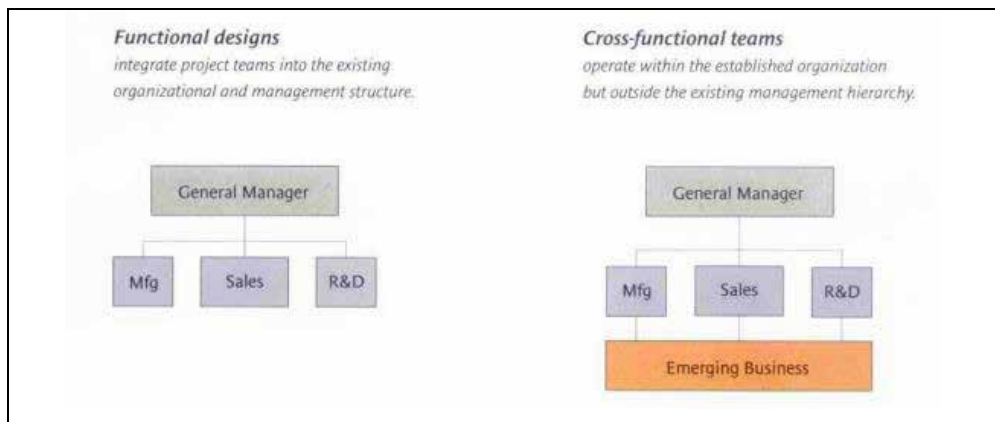 Functional designs
integrate project teams into the existing
organizational and management structure.
General Manager
Mfg
Sales
R&D
Cross-functional teams
operate within the established organization
but outside the existing management hierarchy.
General Manager
Mfg
Sales
R&D
Emerging Business